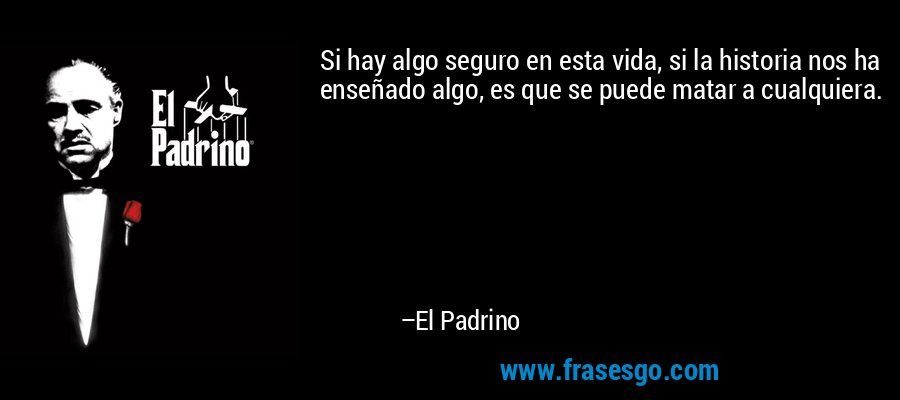 El
Padrino
Si hay algo seguro en esta vida, si la historia nos ha
enseñado algo, es que se puede matar a cualquiera.
–El Padrino
www.frasesgo.com